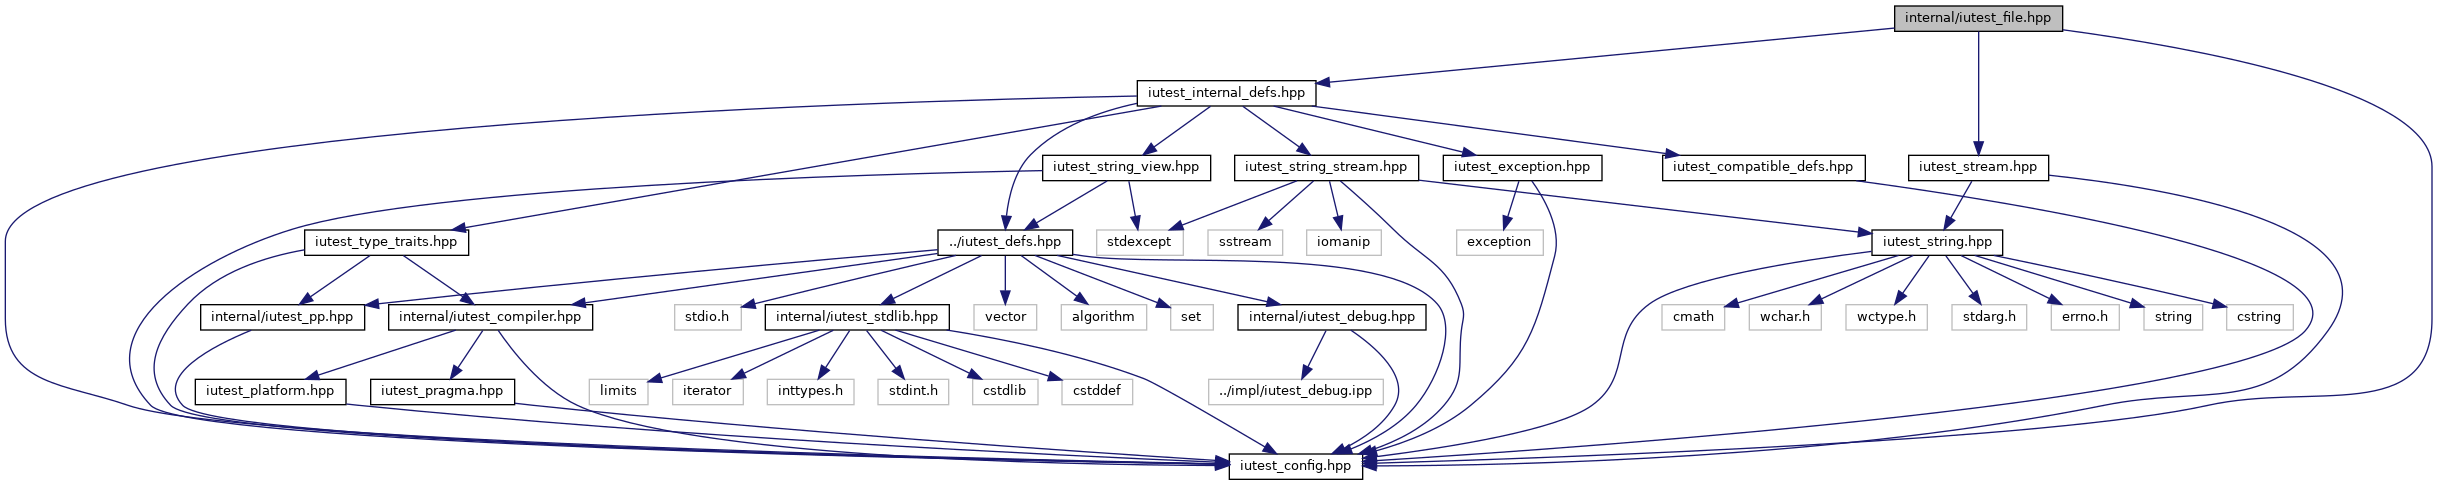 internal/iutest_file.hpp
iutest_internal_defs.hpp
iutest_string_view.hpp
iutest_string_stream.hpp
iutest_exception.hpp
iutest_compatible_defs.hpp
iutest_stream.hpp
iutest_type_traits.hpp
../iutest_defs.hpp
stdexcept
sstream
iomanip
exception
iutest_string.hpp
internal/iutest_pp.hpp
internal/iutest_compiler.hpp
stdio.h
internal/iutest_stdlib.hpp
vector
algorithm
set
internal/iutest_debug.hpp
cmath
wchar.h
wctype.h
stdarg.h
errno.h
string
cstring
iutest_platform.hpp
iutest_pragma.hpp
limits
iterator
inttypes.h
stdint.h
cstdlib
cstddef
../impl/iutest_debug.ipp
iutest_config.hpp